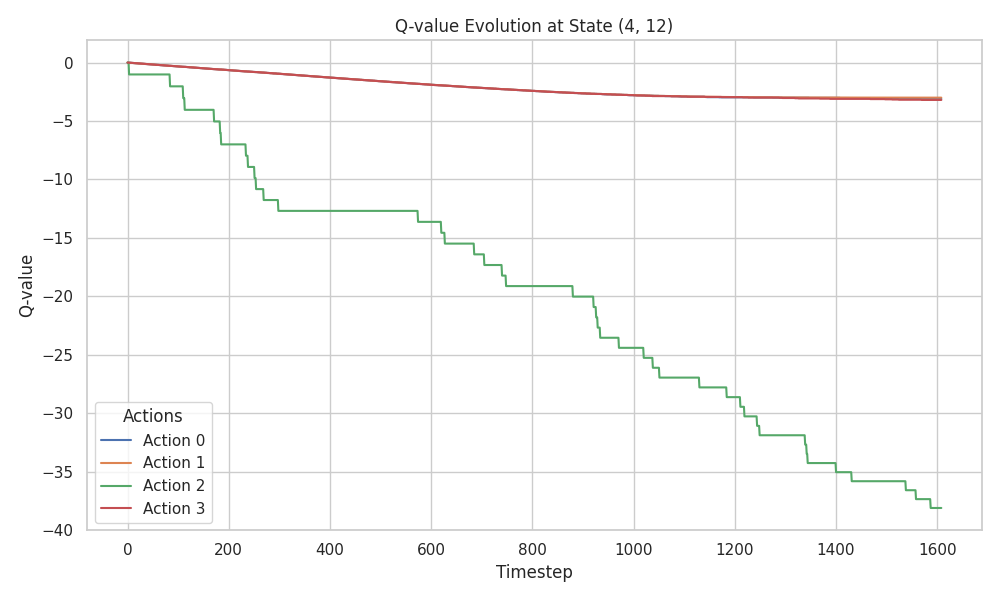 Q-value Evolution at State (4, 12)
Q-value
0
−5
−10
−15
−20
−25
−30
−35
−40
Actions
Action 0
Action 1
Action 2
Action 3
0
200
400
600
800
1000
1200
1400
1600
Timestep